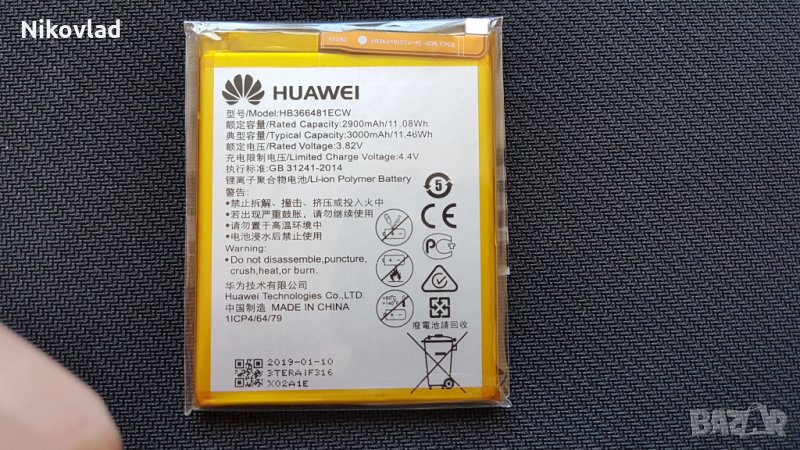 Nikovlad
HUAWEI
型号/Model:HB366481ECW
额定容量/Rated Capacity:2900mAh/11.08Wh
典型容量/Typical Capacity:3000mAh/11.46Wh
额定电压/Rated Voltage:3.82V
充电限制电压/Limited Charge Voltage:4.4V
执行标准:GB 31241-2014
锂离子聚合物电池/Li-ion Polymer Battery
警告:
•禁止拆解、撞击、挤压或投入火中
•若出现严重鼓胀,请勿继续使用
•请勿置于高温环境中
•电池浸水后禁止使用
Warning:
•Do not disassemble,puncture,
crush,heat,or burn.
华为技术有限公司
Huawei Technologies Co.,LTD.
中国制造 MADE IN CHINA
1ICP4/64/79
5
CE
+60℃
+140℉
廢電池請回收
2019-01-10
3TERAIF316
X02A1E
BAZAR